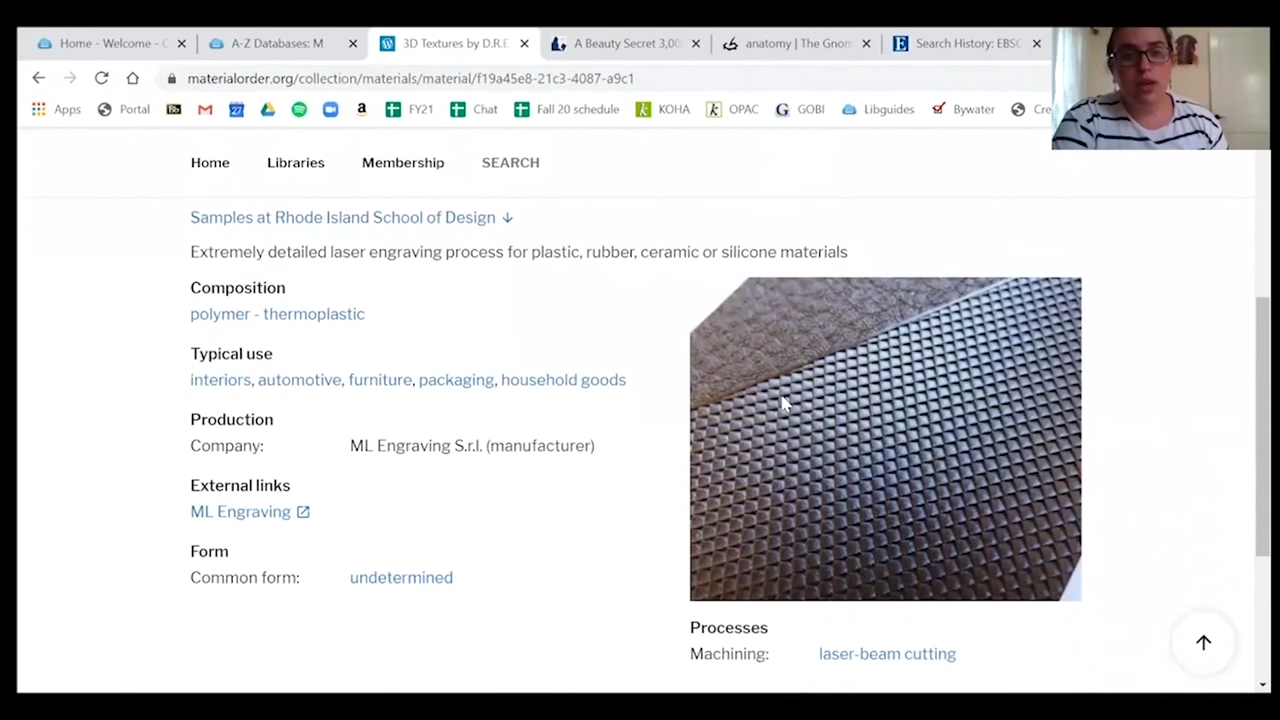 Home - Welcome - C
A-Z Databases: M
3D Textures by D.R.E
A Beauty Secret 3,00
anatomy | The Gnom
Search History: EBSC
materialorder.org/collection/materials/material/f19a45e8-21c3-4087-a9c1
Apps Portal Bb 27 a FY21 Chat Fall 20 schedule KOHA OPAC GOBI Libguides Bywater Cre
Home Libraries Membership SEARCH
Samples at Rhode Island School of Design ↓
Extremely detailed laser engraving process for plastic, rubber, ceramic or silicone materials
Composition
polymer - thermoplastic
Typical use
interiors, automotive, furniture, packaging, household goods
Production
Company: ML Engraving S.r.l. (manufacturer)
External links
ML Engraving
Form
Common form: undetermined
Processes
Machining: laser-beam cutting